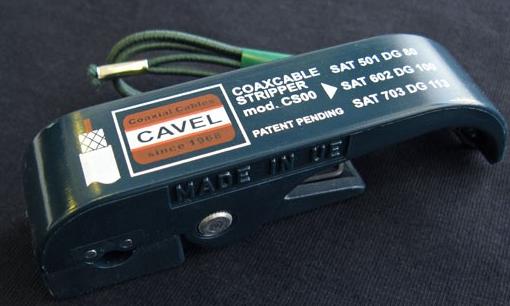 Coaxial Cables
CAVEL
since 1968
COAXCABLE
STRIPPER
mod. CS00
PATENT PENDING
SAT 501 DG 80
SAT 602 DG 100
SAT 703 DG 113
MADE IN UE